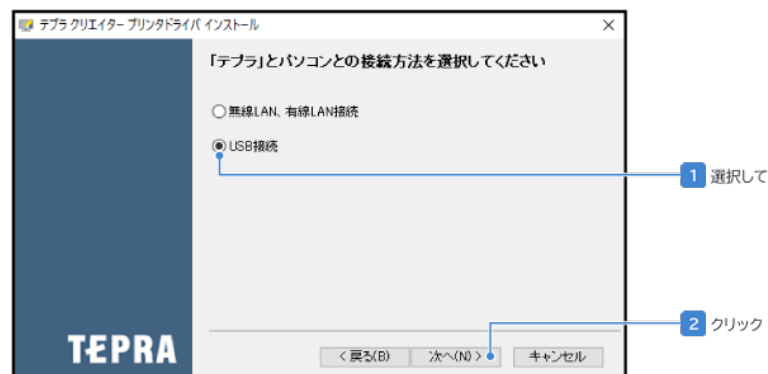 テプラ クリエイター プリンタドライバ インストール
「テプラ」とパソコンとの接続方法を選択してください
無線LAN、有線LAN接続
USB接続
1 選択して
2 クリック
TEPRA
< 戻る(B) 次へ(N) > キャンセル